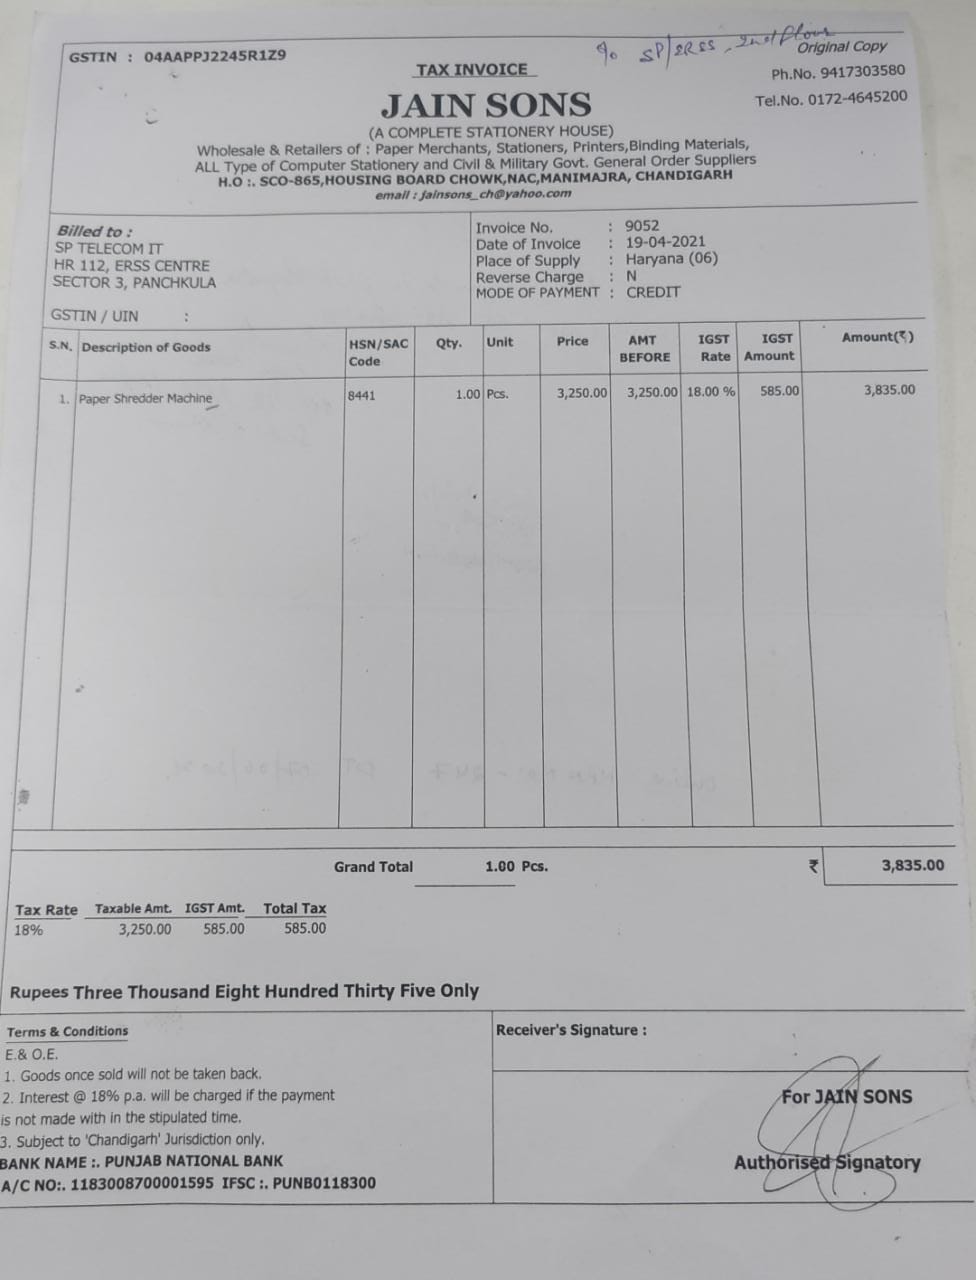 % SP/ERSS, 2nd Floor
GSTIN : 04AAPPJ2245R1Z9
Original Copy
TAX INVOICE
Ph.No. 9417303580
JAIN SONS
Tel.No. 0172-4645200
(A COMPLETE STATIONERY HOUSE)
Wholesale & Retailers of : Paper Merchants, Stationers, Printers,Binding Materials,
ALL Type of Computer Stationery and Civil & Military Govt. General Order Suppliers
H.O :. SCO-865,HOUSING BOARD CHOWK,NAC,MANIMAJRA, CHANDIGARH
email : jainsons_ch@yahoo.com
Billed to :
SP TELECOM IT
HR 112, ERSS CENTRE
SECTOR 3, PANCHKULA
GSTIN / UIN :
Invoice No. : 9052
Date of Invoice : 19-04-2021
Place of Supply : Haryana (06)
Reverse Charge : N
MODE OF PAYMENT : CREDIT
S.N. Description of Goods HSN/SAC Code Qty. Unit Price AMT BEFORE IGST Rate IGST Amount Amount(₹)
1. Paper Shredder Machine 8441 1.00 Pcs. 3,250.00 3,250.00 18.00 % 585.00 3,835.00
Grand Total 1.00 Pcs. ₹ 3,835.00
Tax Rate Taxable Amt. IGST Amt. Total Tax
18% 3,250.00 585.00 585.00
Rupees Three Thousand Eight Hundred Thirty Five Only
Terms & Conditions
E.& O.E.
1. Goods once sold will not be taken back.
2. Interest @ 18% p.a. will be charged if the payment
is not made with in the stipulated time.
3. Subject to 'Chandigarh' Jurisdiction only.
BANK NAME :. PUNJAB NATIONAL BANK
A/C NO:. 1183008700001595 IFSC :. PUNB0118300
Receiver's Signature :
For JAIN SONS
Authorised Signatory